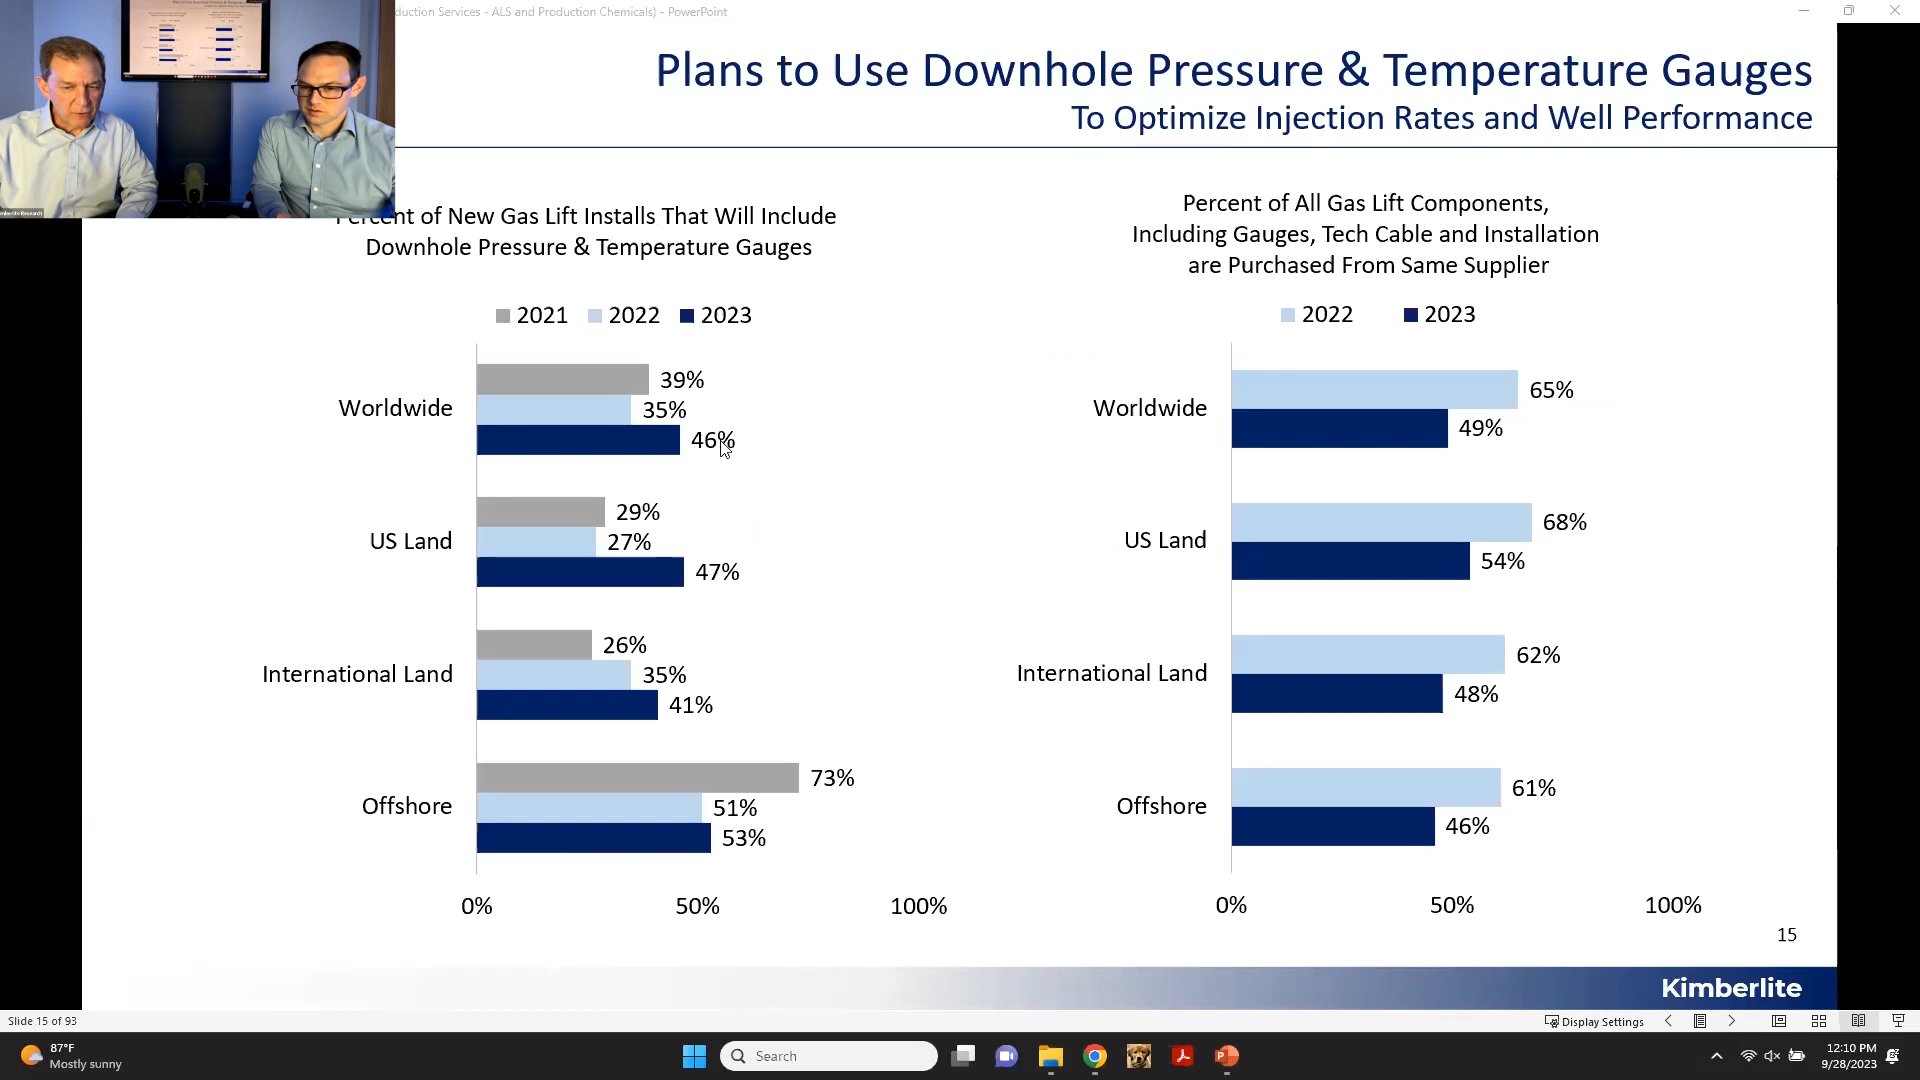 duction Services - ALS and Production Chemicals) - PowerPoint
Plans to Use Downhole Pressure & Temperature Gauges
To Optimize Injection Rates and Well Performance
Percent of New Gas Lift Installs That Will Include
Downhole Pressure & Temperature Gauges
2021 2022 2023
Worldwide
39%
35%
46%
US Land
29%
27%
47%
International Land
26%
35%
41%
Offshore
73%
51%
53%
0% 50% 100%
Percent of All Gas Lift Components,
Including Gauges, Tech Cable and Installation
are Purchased From Same Supplier
2022 2023
Worldwide
65%
49%
US Land
68%
54%
International Land
62%
48%
Offshore
61%
46%
0% 50% 100%
15
Kimberlite
Slide 15 of 93
Display Settings
87°F
Mostly sunny
Search
12:10 PM
9/28/2023